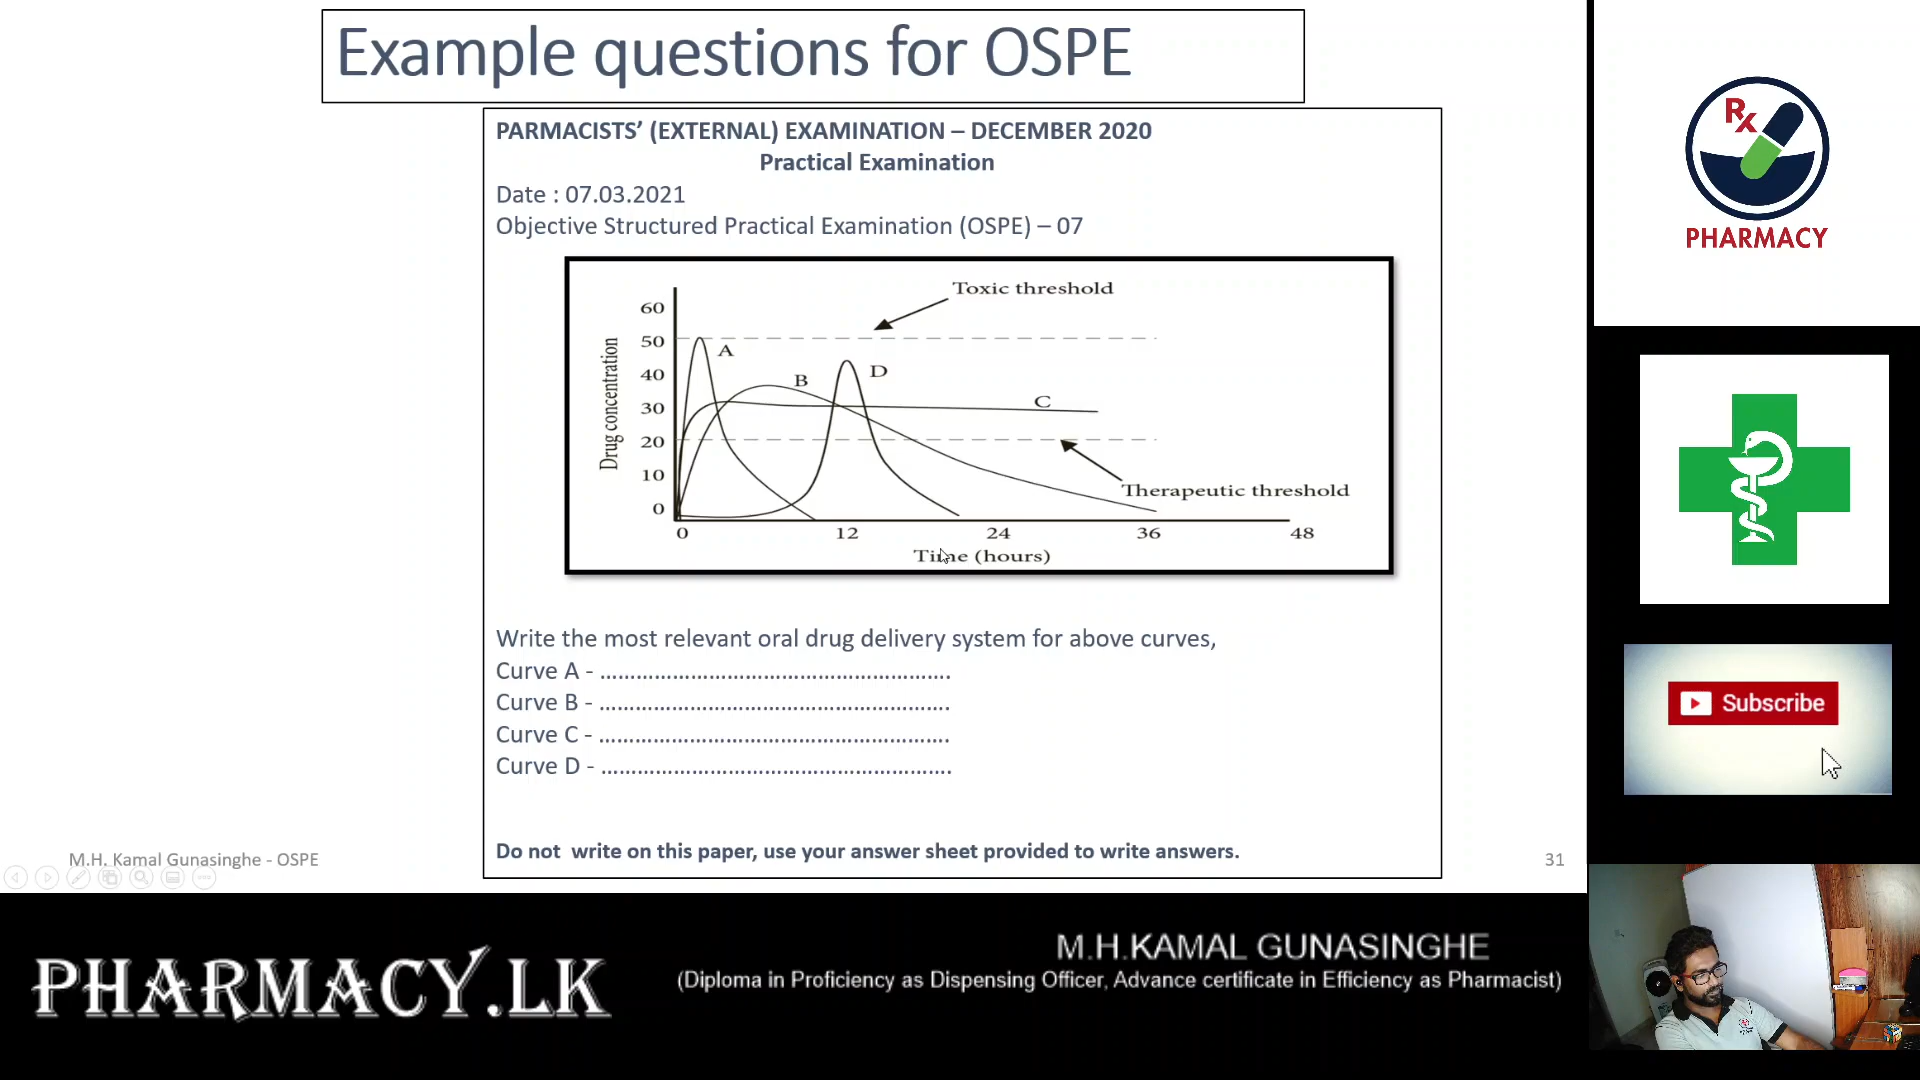 Example questions for OSPE
PARMACISTS’ (EXTERNAL) EXAMINATION – DECEMBER 2020
Practical Examination
Date : 07.03.2021
Objective Structured Practical Examination (OSPE) – 07
Toxic threshold
60
50
40
30
20
10
0
Drug concentration
A
B
D
C
Therapeutic threshold
0 12 24 36 48
Time (hours)
Write the most relevant oral drug delivery system for above curves,
Curve A - ....................................................
Curve B - ....................................................
Curve C - ....................................................
Curve D - ....................................................
Do not write on this paper, use your answer sheet provided to write answers.
M.H. Kamal Gunasinghe - OSPE
31
Rx
PHARMACY
Subscribe
PHARMACY.LK
M.H.KAMAL GUNASINGHE
(Diploma in Proficiency as Dispensing Officer, Advance certificate in Efficiency as Pharmacist)